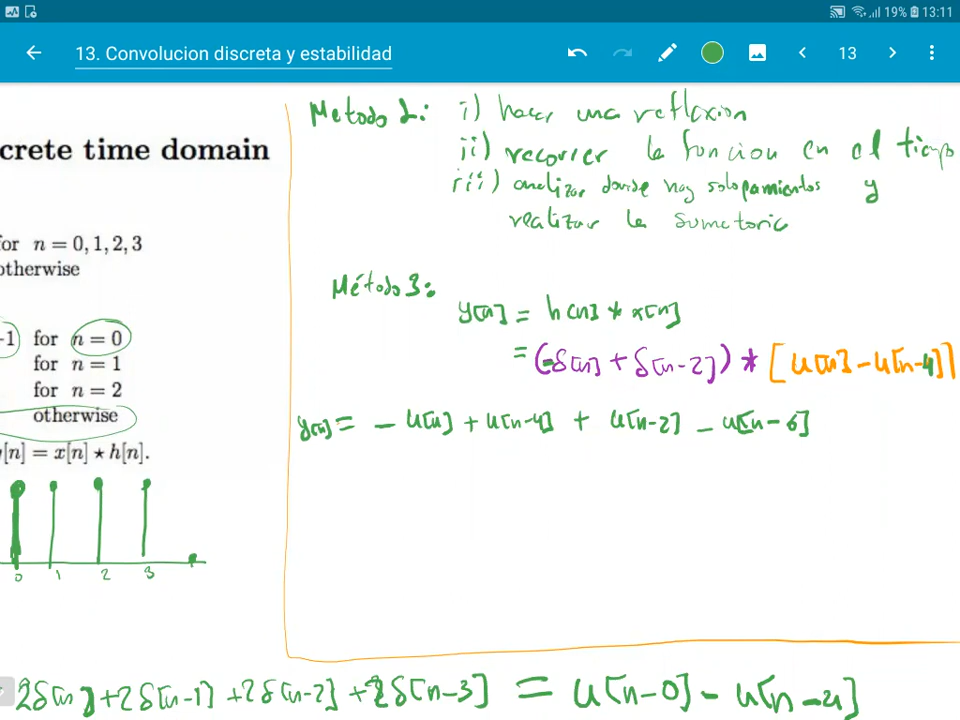 19% 13:11
13. Convolucion discreta y estabilidad
13
crete time domain
for n = 0, 1, 2, 3
otherwise
-1 for n = 0
for n = 1
for n = 2
otherwise
y[n] = x[n] ⋆ h[n].
0 1 2 3
Metodo 2: i) hacer una reflexion
ii) recorrer la funcion en el tiempo
iii) analizar donde hay solapamientos y
realizar la sumatoria
Método 3:
y[n] = h[n] * x[n]
= (-δ[n] + δ[n-2]) * [u[n] - u[n-4]]
y[n] = - u[n] + u[n-4] + u[n-2] - u[n-6]
2δ[n] + 2δ[n-1] + 2δ[n-2] + 2δ[n-3] = u[n-0] - u[n-4]